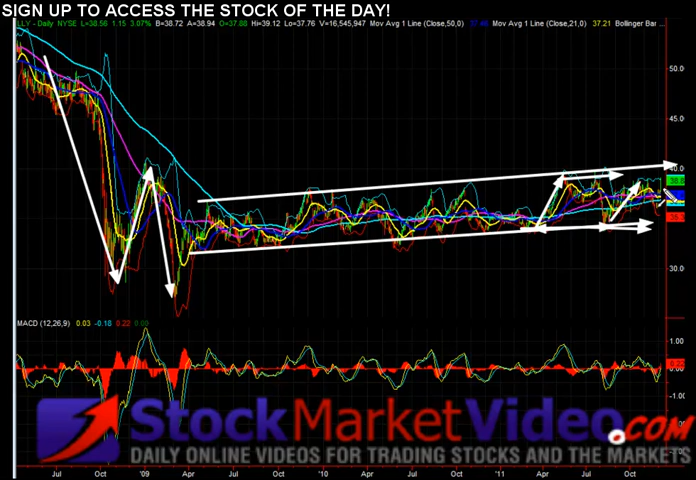 SIGN UP TO ACCESS THE STOCK OF THE DAY!
LLY - Daily NYSE L=38.56 1.15 3.07% B=38.72 A=38.94 O=37.88 Hi=39.12 Lo=37.76 V=16,545,947 Mov Avg 1 Line (Close,50,0) Mov Avg 1 Line (Close,21,0) 37.21 Bollinger Ban ...
50.0
30.0
MACD (12,26,9) 0.03 -0.18 0.22 0.00
1.00
-1.00
StockMarketVideo.COM
DAILY ONLINE VIDEOS FOR TRADING STOCKS AND THE MARKETS
Jul Oct '09 Apr Jul Oct '10 Apr Jul Oct '11 Apr Jul Oct